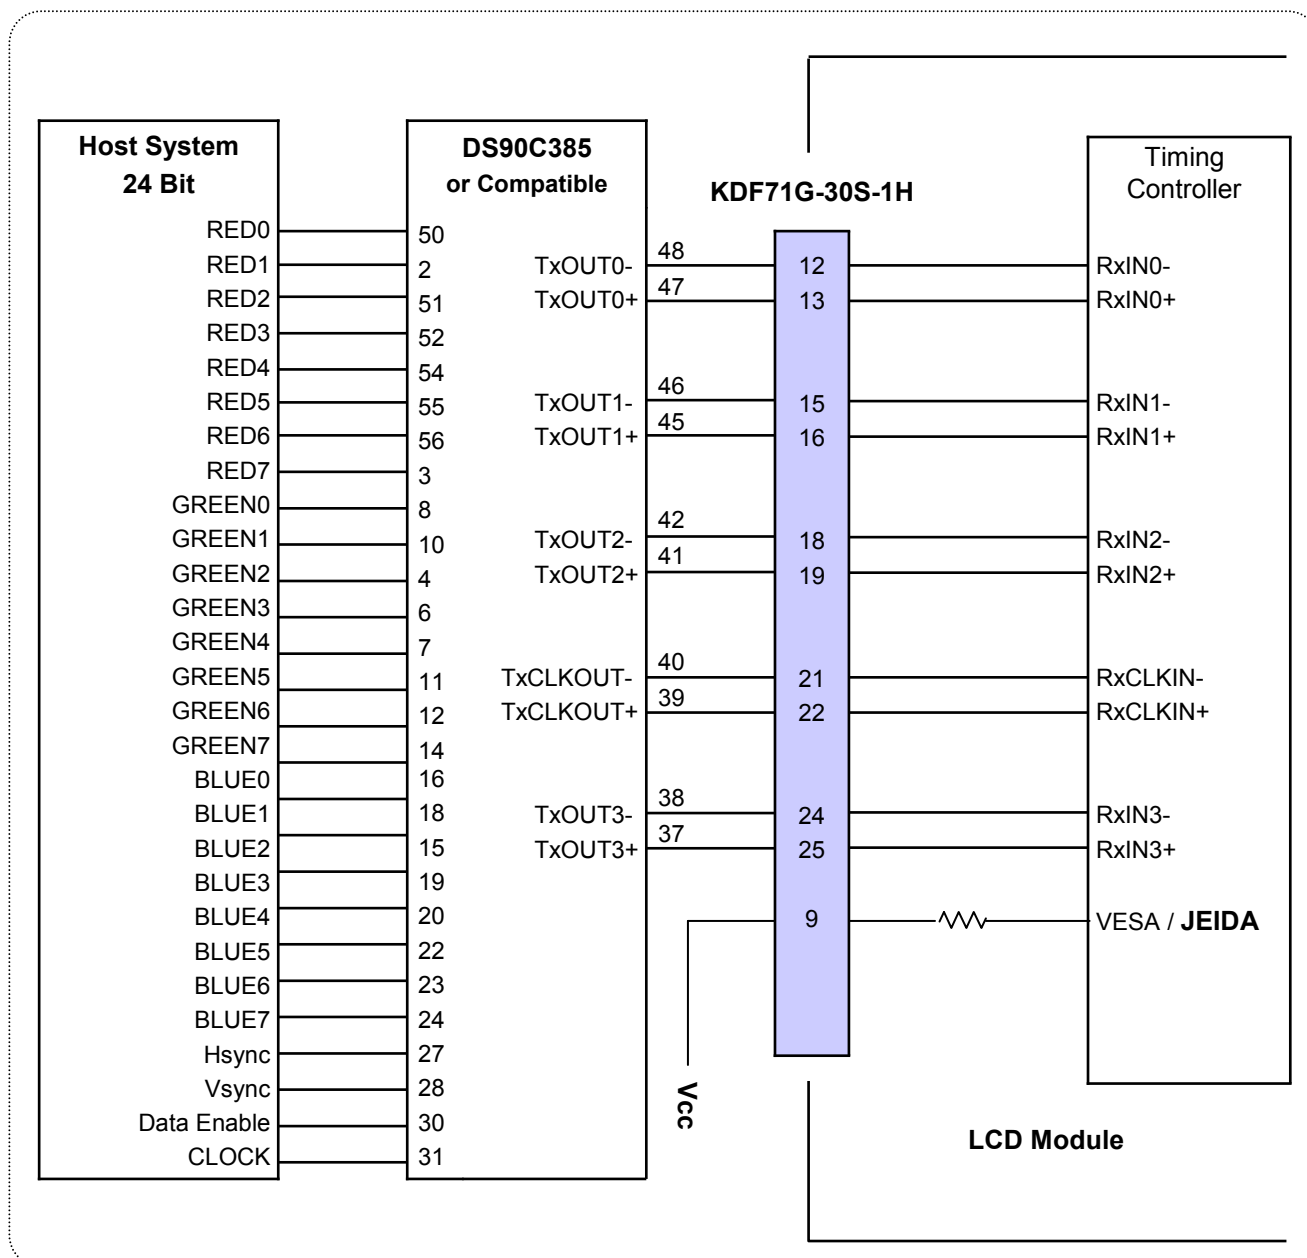 Host System
24 Bit
RED0
RED1
RED2
RED3
RED4
RED5
RED6
RED7
GREEN0
GREEN1
GREEN2
GREEN3
GREEN4
GREEN5
GREEN6
GREEN7
BLUE0
BLUE1
BLUE2
BLUE3
BLUE4
BLUE5
BLUE6
BLUE7
Hsync
Vsync
Data Enable
CLOCK
DS90C385
or Compatible
50
2
51
52
54
55
56
3
8
10
4
6
7
11
12
14
16
18
15
19
20
22
23
24
27
28
30
31
TxOUT0-
TxOUT0+
TxOUT1-
TxOUT1+
TxOUT2-
TxOUT2+
TxCLKOUT-
TxCLKOUT+
TxOUT3-
TxOUT3+
48
47
46
45
42
41
40
39
38
37
Vcc
KDF71G-30S-1H
12
13
15
16
18
19
21
22
24
25
9
Timing
Controller
RxIN0-
RxIN0+
RxIN1-
RxIN1+
RxIN2-
RxIN2+
RxCLKIN-
RxCLKIN+
RxIN3-
RxIN3+
VESA / JEIDA
LCD Module